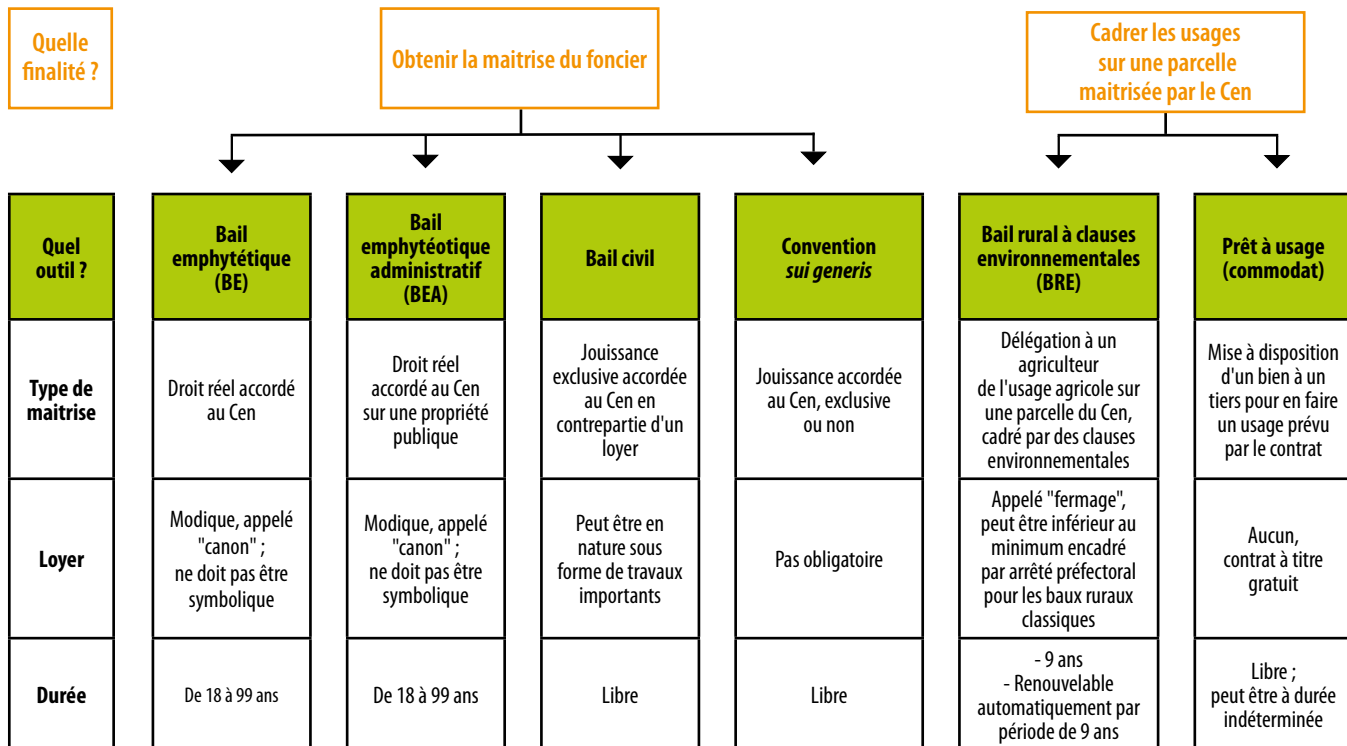 Quelle
finalité ?
Obtenir la maitrise du foncier
Cadrer les usages
sur une parcelle
maitrisée par le Cen
Quel
outil ?
Bail
emphytétique
(BE)
Bail
emphytéotique
administratif
(BEA)
Bail civil
Convention
sui generis
Bail rural à clauses
environnementales
(BRE)
Prêt à usage
(commodat)
Type de
maitrise
Droit réel accordé
au Cen
Droit réel
accordé au Cen
sur une propriété
publique
Jouissance
exclusive accordée
au Cen en
contrepartie d'un
loyer
Jouissance accordée
au Cen, exclusive
ou non
Délégation à un
agriculteur
de l'usage agricole sur
une parcelle du Cen,
cadré par des clauses
environnementales
Mise à disposition
d'un bien à un
tiers pour en faire
un usage prévu
par le contrat
Loyer
Modique, appelé
"canon" ;
ne doit pas être
symbolique
Modique, appelé
"canon" ;
ne doit pas être
symbolique
Peut être en
nature sous
forme de travaux
importants
Pas obligatoire
Appelé "fermage",
peut être inférieur au
minimum encadré
par arrêté préfectoral
pour les baux ruraux
classiques
Aucun,
contrat à titre
gratuit
Durée
De 18 à 99 ans
De 18 à 99 ans
Libre
Libre
- 9 ans
- Renouvelable
automatiquement par
période de 9 ans
Libre ;
peut être à durée
indéterminée